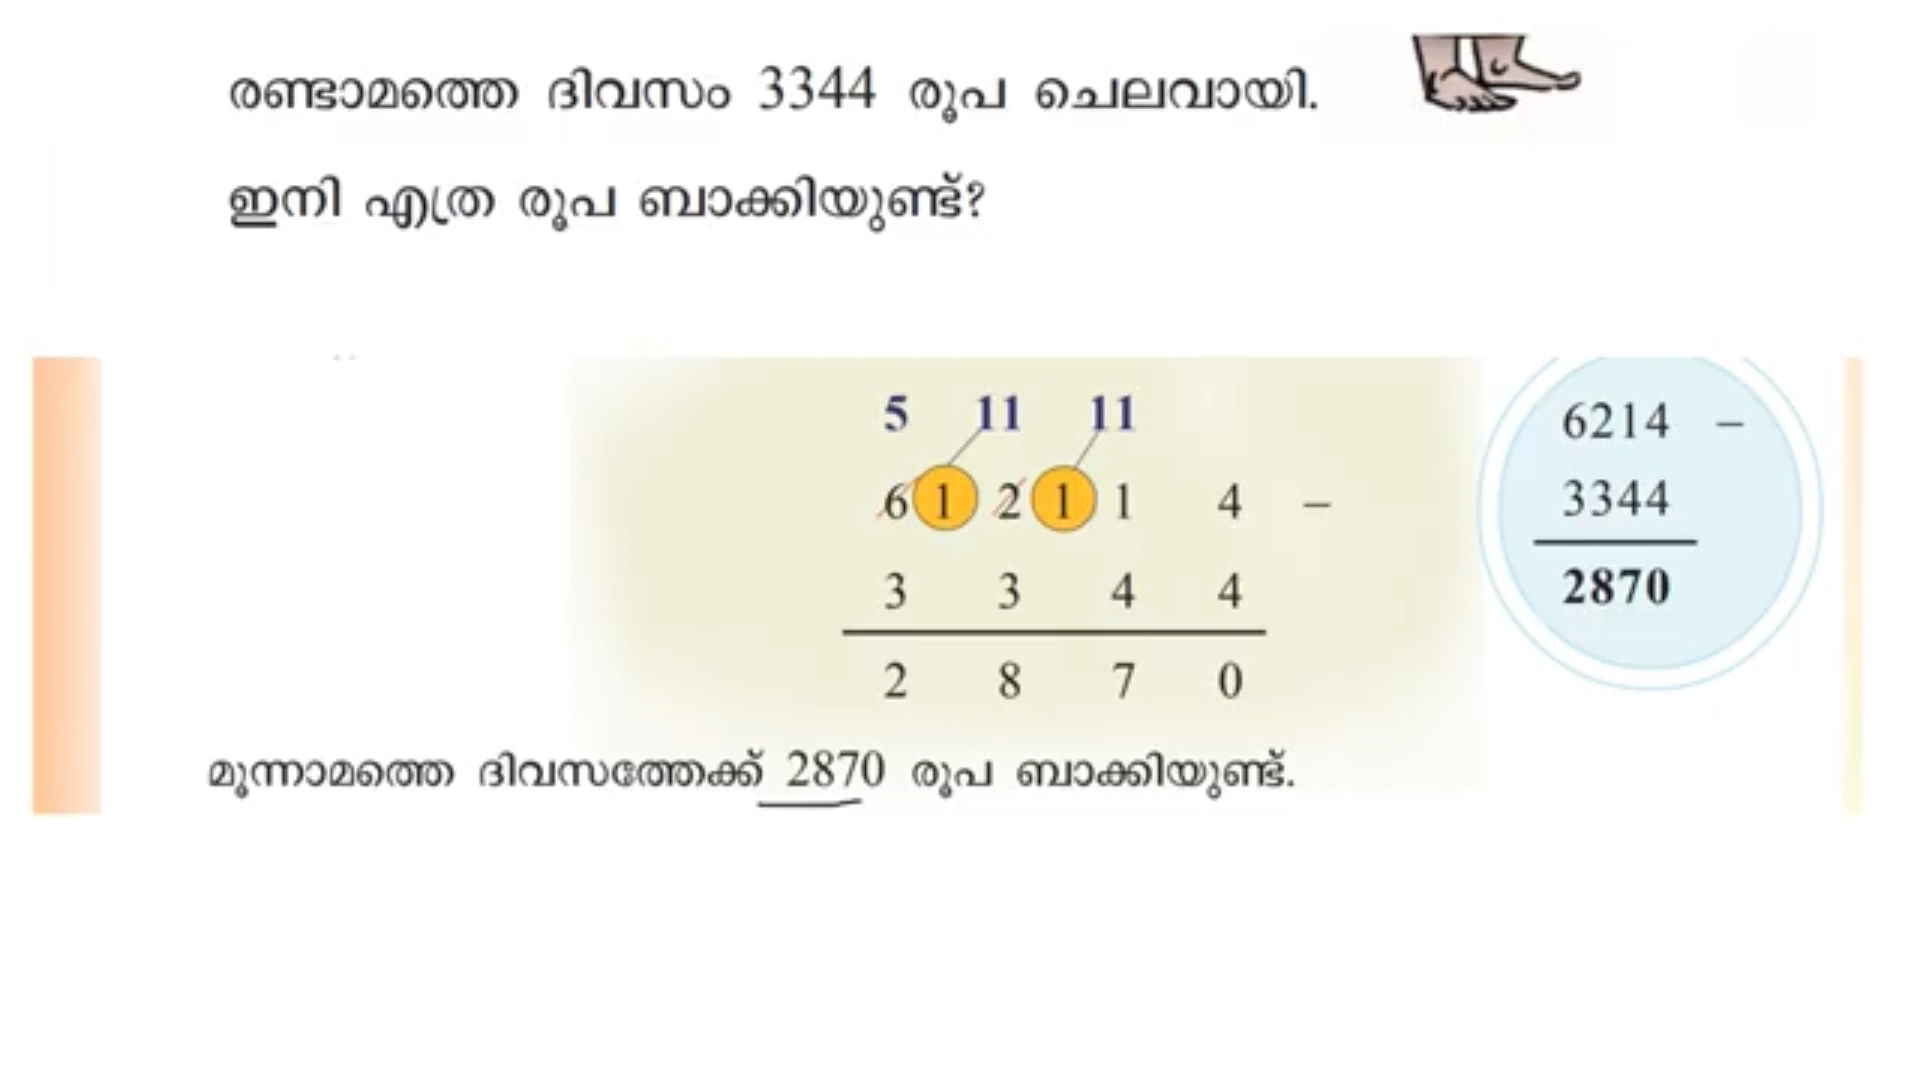 രണ്ടാമത്തെ ദിവസം 3344 രൂപ ചെലവായി.
ഇനി എത്ര രൂപ ബാക്കിയുണ്ട്?
5 11 11
6 1 2 1 1 4 –
3 3 4 4
2 8 7 0
6214 –
3344
2870
മൂന്നാമത്തെ ദിവസത്തേക്ക് 2870 രൂപ ബാക്കിയുണ്ട്.